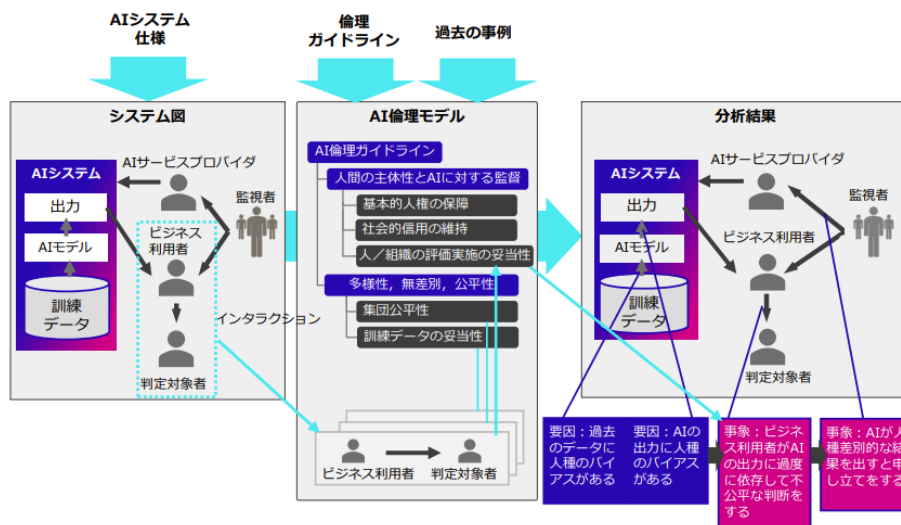 AIシステム
仕様
倫理
ガイドライン
過去の事例
システム図
AIシステム
出力
AIモデル
訓練
データ
AIサービスプロバイダ
監視者
ビジネス
利用者
判定対象者
インタラクション
AI倫理モデル
AI倫理ガイドライン
人間の主体性とAIに対する監督
基本的人権の保障
社会的信用の維持
人／組織の評価実施の妥当性
多様性，無差別，公平性
集団公平性
訓練データの妥当性
ビジネス利用者
判定対象者
分析結果
AIシステム
出力
AIモデル
訓練
データ
AIサービスプロバイダ
監視者
ビジネス利用者
判定対象者
要因：過去
のデータに
人種のバイ
アスがある
要因：AIの
出力に人種
のバイアス
がある
事象：ビジネ
ス利用者がAI
の出力に過度
に依存して不
公平な判断を
する
事象：AIが人
種差別的な結
果を出すと申
し立てをする